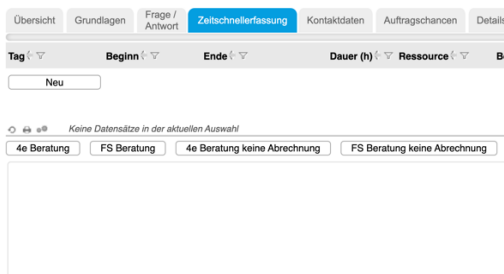 Übersicht Grundlagen Frage / Antwort Zeitschnellerfassung Kontaktdaten Auftragschancen Details
Tag Beginn Ende Dauer (h) Ressource
Neu
Keine Datensätze in der aktuellen Auswahl
4e Beratung FS Beratung 4e Beratung keine Abrechnung FS Beratung keine Abrechnung